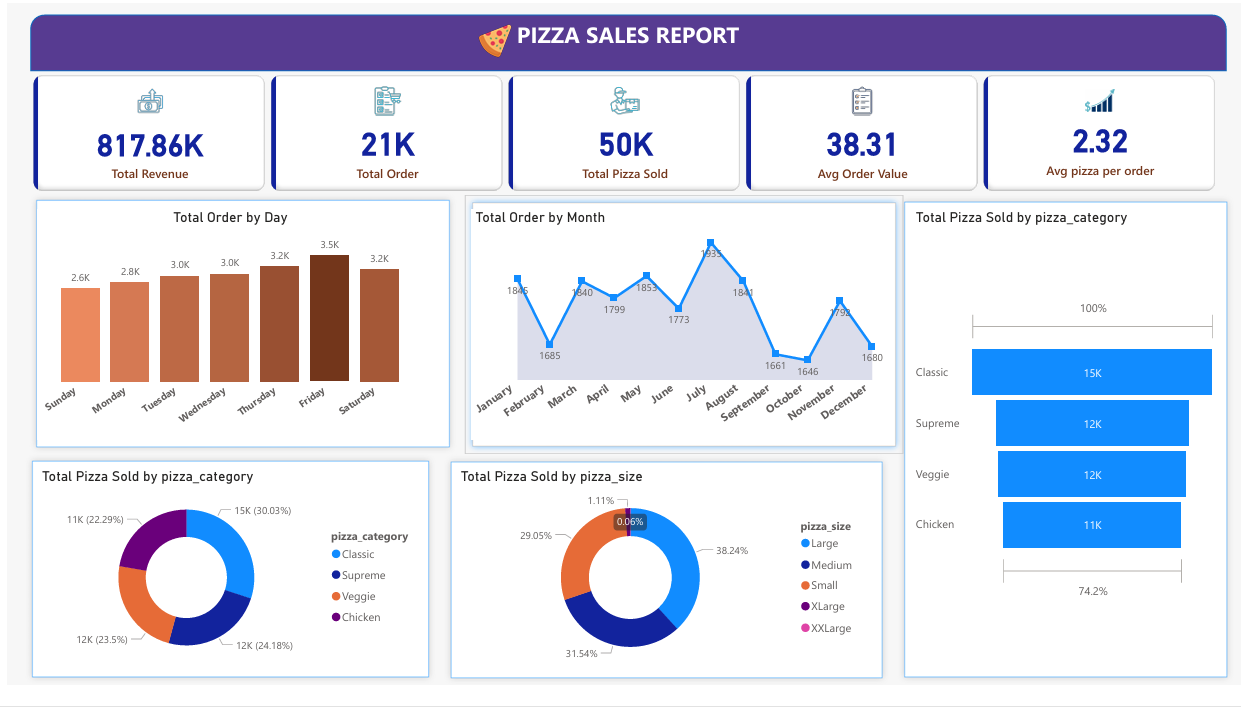 PIZZA SALES REPORT
817.86K
Total Revenue
21K
Total Order
50K
Total Pizza Sold
38.31
Avg Order Value
2.32
Avg pizza per order
Total Order by Day
2.6K
2.8K
3.0K
3.0K
3.2K
3.5K
3.2K
Sunday
Monday
Tuesday
Wednesday
Thursday
Friday
Saturday
Total Order by Month
1845
1685
1840
1799
1853
1773
1935
1841
1661
1646
1792
1680
January
February
March
April
May
June
July
August
September
October
November
December
Total Pizza Sold by pizza_category
100%
Classic
15K
Supreme
12K
Veggie
12K
Chicken
11K
74.2%
Total Pizza Sold by pizza_category
15K (30.03%)
11K (22.29%)
12K (23.5%)
12K (24.18%)
pizza_category
Classic
Supreme
Veggie
Chicken
Total Pizza Sold by pizza_size
1.11%
0.06%
29.05%
38.24%
31.54%
pizza_size
Large
Medium
Small
XLarge
XXLarge